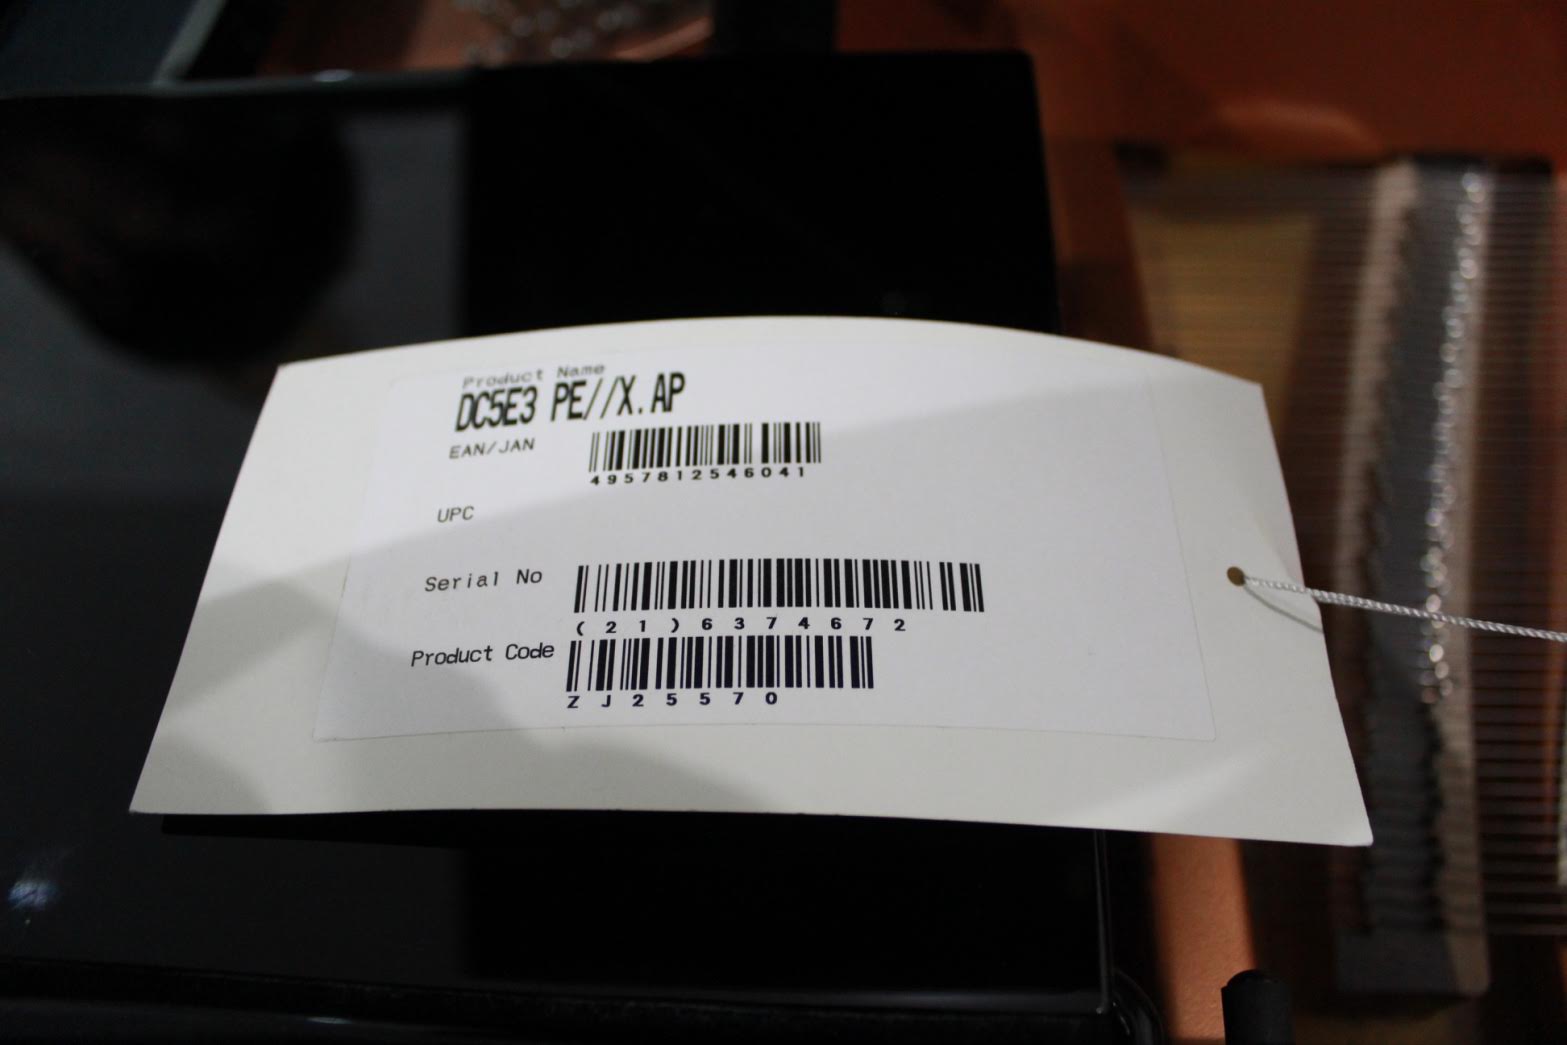 Product Name
DC5E3 PE//X.AP
EAN/JAN
4957812546041
UPC
Serial No
(21)6374672
Product Code
ZJ25570